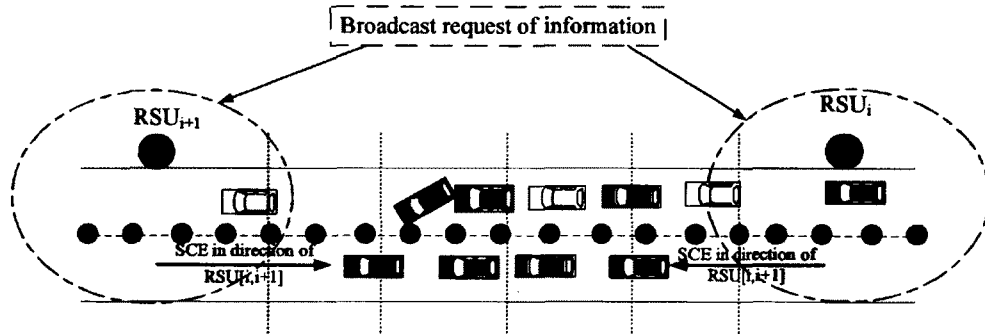 Broadcast request of information
RSUi+1
RSUi
SCE in direction of
RSU[i,i+1]
SCE in direction of
RSU[i,i+1]